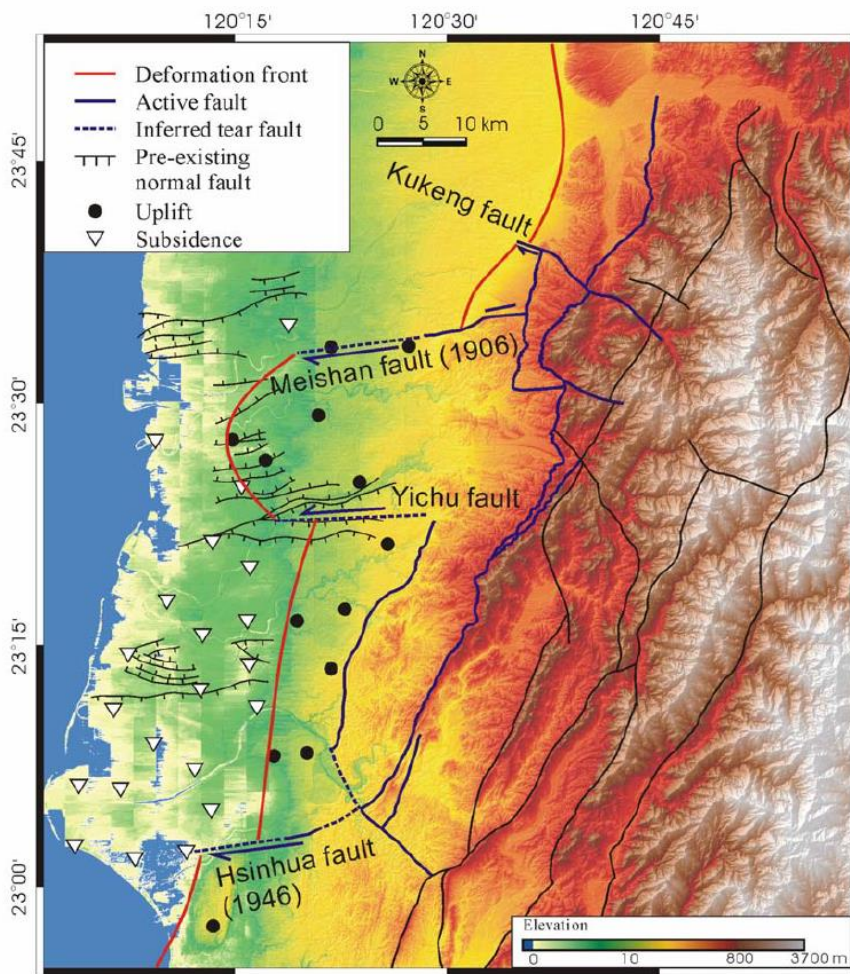 120°15' 120°30' 120°45'
Deformation front
Active fault
Inferred tear fault
Pre-existing
normal fault
Uplift
Subsidence
N
W E
S
0 5 10 km
23°45'
Kukeng fault
Meishan fault (1906)
23°30'
Yichu fault
23°15'
Hsinhua fault
(1946)
23°00'
Elevation
0 10 800 3700 m